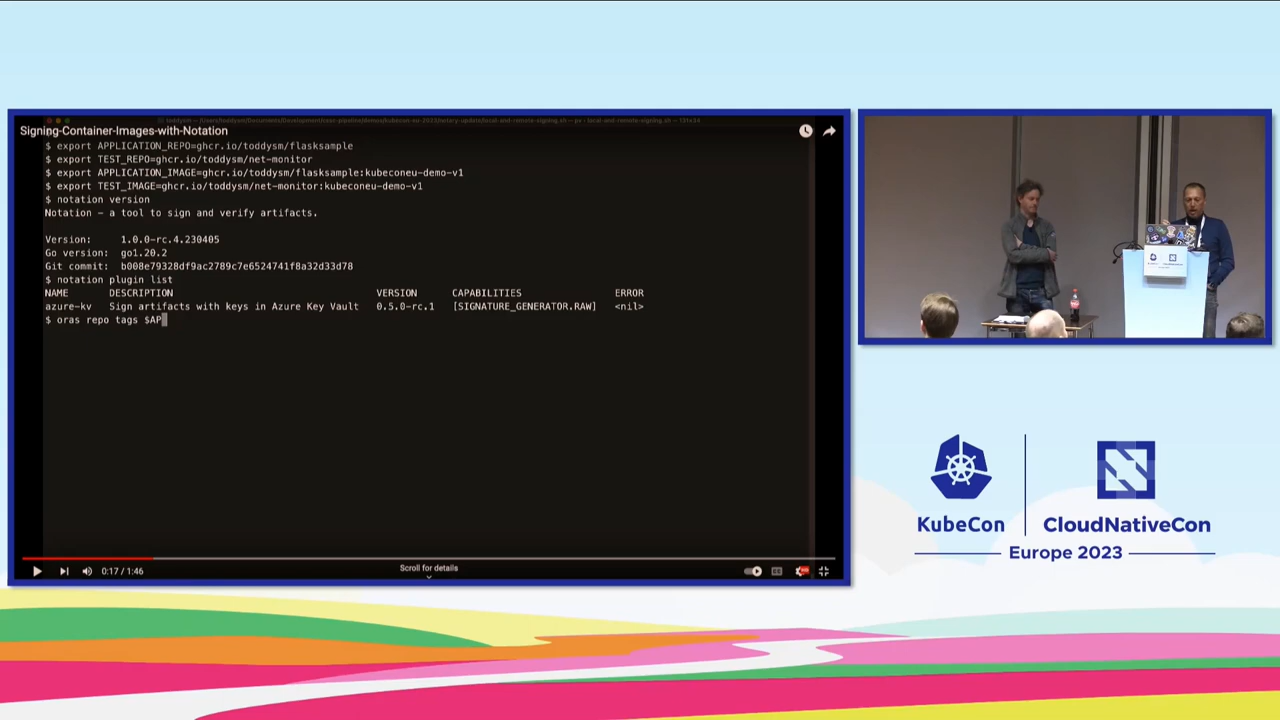 Signing-Container-Images-with-Notation
$ export APPLICATION_REPO=ghcr.io/toddysm/flasksample
$ export TEST_REPO=ghcr.io/toddysm/net-monitor
$ export APPLICATION_IMAGE=ghcr.io/toddysm/flasksample:kubeconeu-demo-v1
$ export TEST_IMAGE=ghcr.io/toddysm/net-monitor:kubeconeu-demo-v1
$ notation version
Notation - a tool to sign and verify artifacts.
Version: 1.0.0-rc.4.230405
Go version: go1.20.2
Git commit: b008e79328df9ac2789c7e6524741f8a32d33d78
$ notation plugin list
NAME DESCRIPTION VERSION CAPABILITIES ERROR
azure-kv Sign artifacts with keys in Azure Key Vault 0.5.0-rc.1 [SIGNATURE_GENERATOR.RAW] <nil>
$ oras repo tags $AP
0:17 / 1:46
Scroll for details
KubeCon
CloudNativeCon
Europe 2023